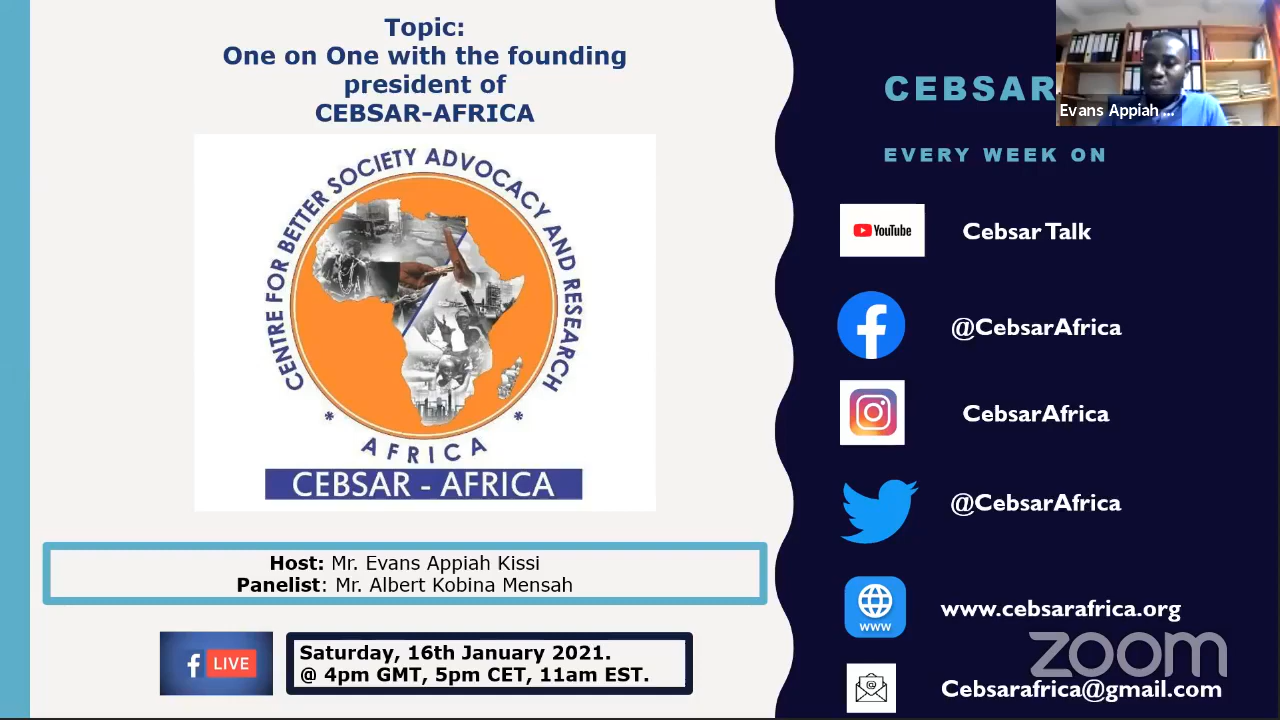 Topic:
One on One with the founding
president of
CEBSAR-AFRICA
CENTRE FOR BETTER SOCIETY ADVOCACY AND RESEARCH
* AFRICA *
CEBSAR - AFRICA
Host: Mr. Evans Appiah Kissi
Panelist: Mr. Albert Kobina Mensah
f LIVE
Saturday, 16th January 2021.
@ 4pm GMT, 5pm CET, 11am EST.
CEBSAR
Evans Appiah ...
EVERY WEEK ON
YouTube
Cebsar Talk
@CebsarAfrica
CebsarAfrica
@CebsarAfrica
www
www.cebsarafrica.org
zoom
@
Cebsarafrica@gmail.com